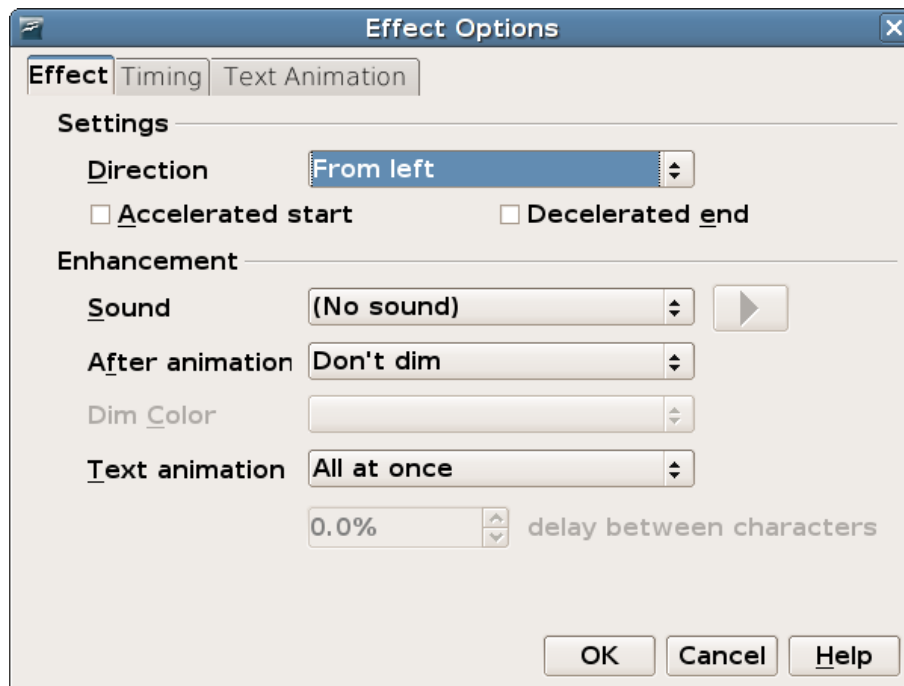 Effect Options
Effect Timing Text Animation
Settings
Direction From left
Accelerated start Decelerated end
Enhancement
Sound (No sound)
After animation Don't dim
Dim Color
Text animation All at once
0.0% delay between characters
OK Cancel Help